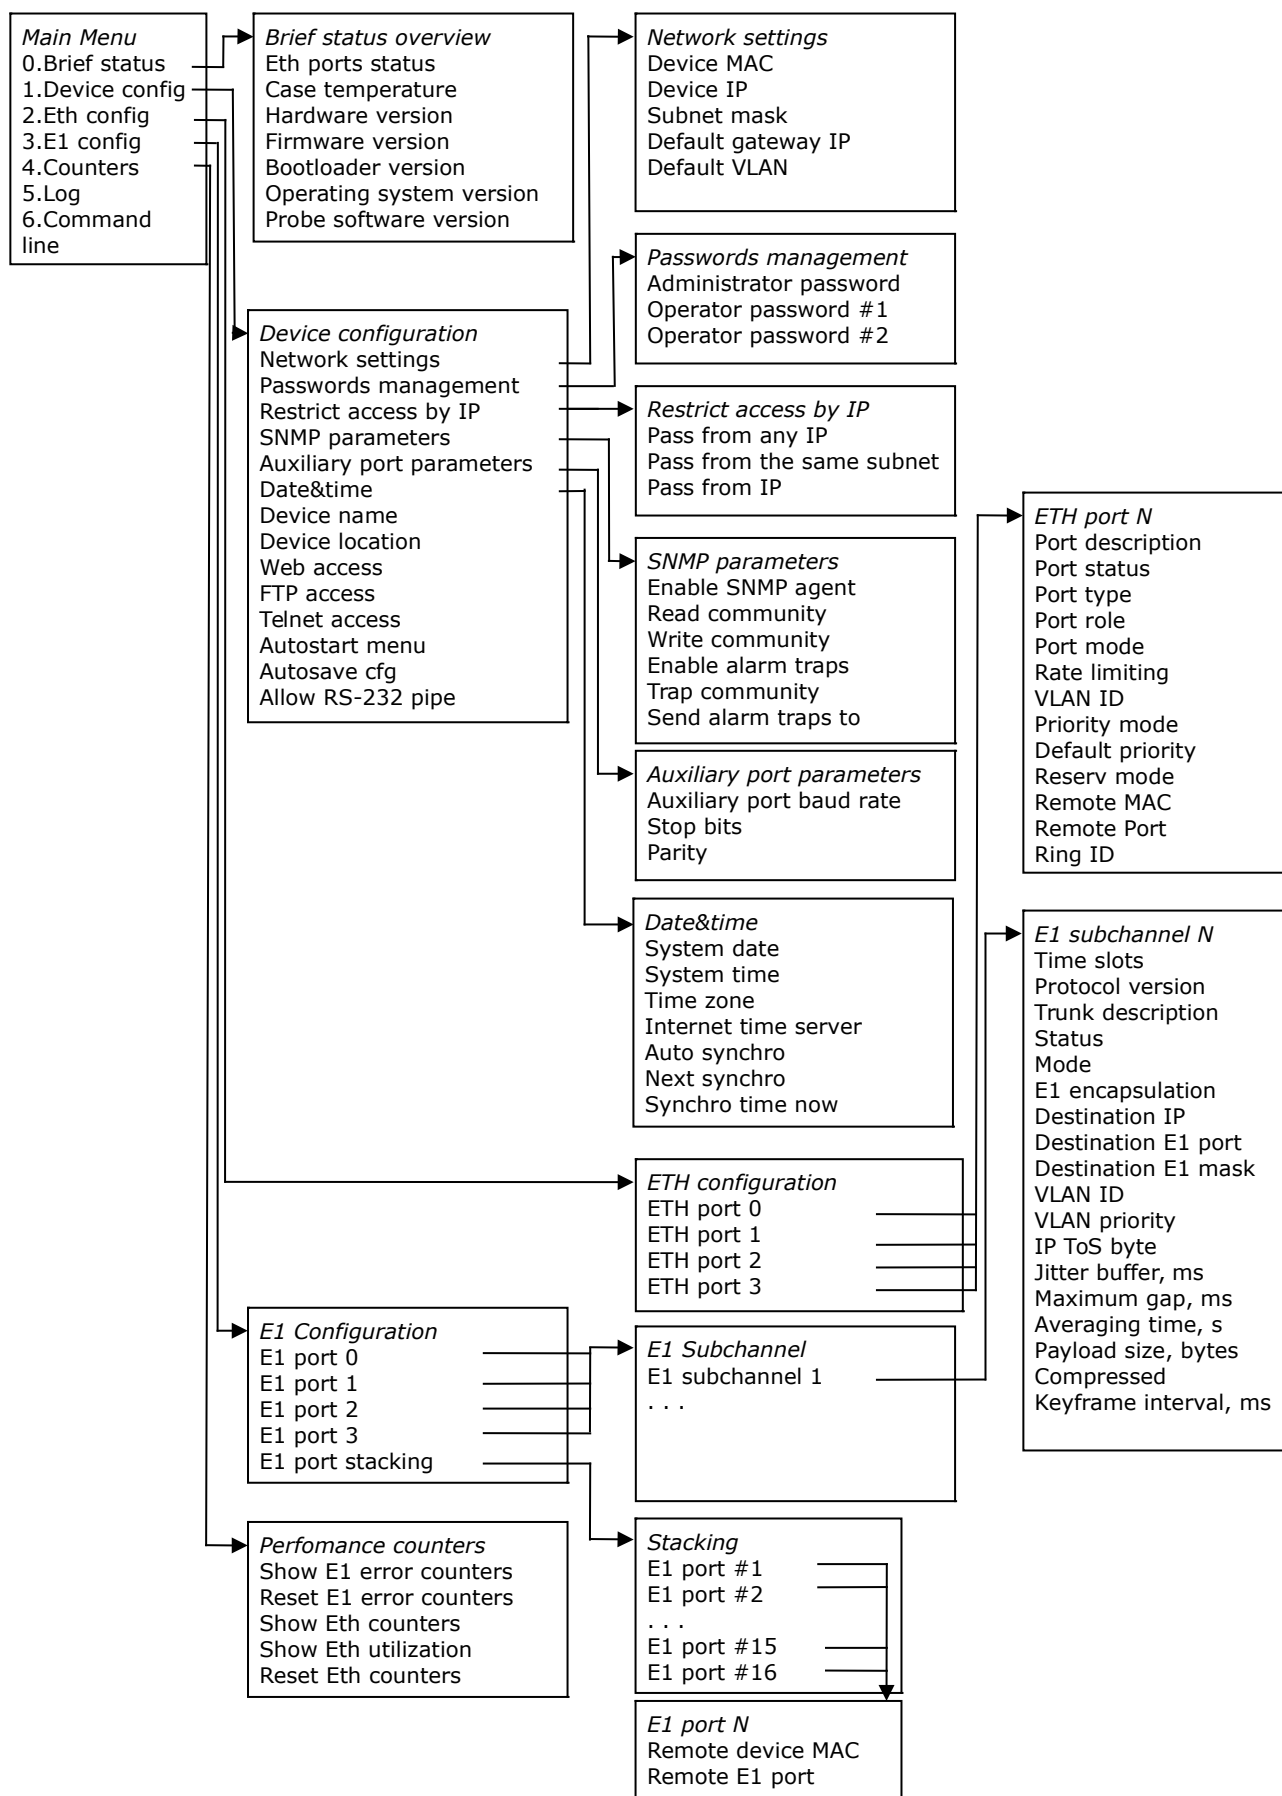 Main Menu
0.Brief status
1.Device config
2.Eth config
3.E1 config
4.Counters
5.Log
6.Command
line
Brief status overview
Eth ports status
Case temperature
Hardware version
Firmware version
Bootloader version
Operating system version
Probe software version
Network settings
Device MAC
Device IP
Subnet mask
Default gateway IP
Default VLAN
Passwords management
Administrator password
Operator password #1
Operator password #2
Device configuration
Network settings
Passwords management
Restrict access by IP
SNMP parameters
Auxiliary port parameters
Date&time
Device name
Device location
Web access
FTP access
Telnet access
Autostart menu
Autosave cfg
Allow RS-232 pipe
Restrict access by IP
Pass from any IP
Pass from the same subnet
Pass from IP
SNMP parameters
Enable SNMP agent
Read community
Write community
Enable alarm traps
Trap community
Send alarm traps to
Auxiliary port parameters
Auxiliary port baud rate
Stop bits
Parity
Date&time
System date
System time
Time zone
Internet time server
Auto synchro
Next synchro
Synchro time now
ETH port N
Port description
Port status
Port type
Port role
Port mode
Rate limiting
VLAN ID
Priority mode
Default priority
Reserv mode
Remote MAC
Remote Port
Ring ID
E1 subchannel N
Time slots
Protocol version
Trunk description
Status
Mode
E1 encapsulation
Destination IP
Destination E1 port
Destination E1 mask
VLAN ID
VLAN priority
IP ToS byte
Jitter buffer, ms
Maximum gap, ms
Averaging time, s
Payload size, bytes
Compressed
Keyframe interval, ms
ETH configuration
ETH port 0
ETH port 1
ETH port 2
ETH port 3
E1 Configuration
E1 port 0
E1 port 1
E1 port 2
E1 port 3
E1 port stacking
E1 Subchannel
E1 subchannel 1
. . .
Perfomance counters
Show E1 error counters
Reset E1 error counters
Show Eth counters
Show Eth utilization
Reset Eth counters
Stacking
E1 port #1
E1 port #2
. . .
E1 port #15
E1 port #16
E1 port N
Remote device MAC
Remote E1 port